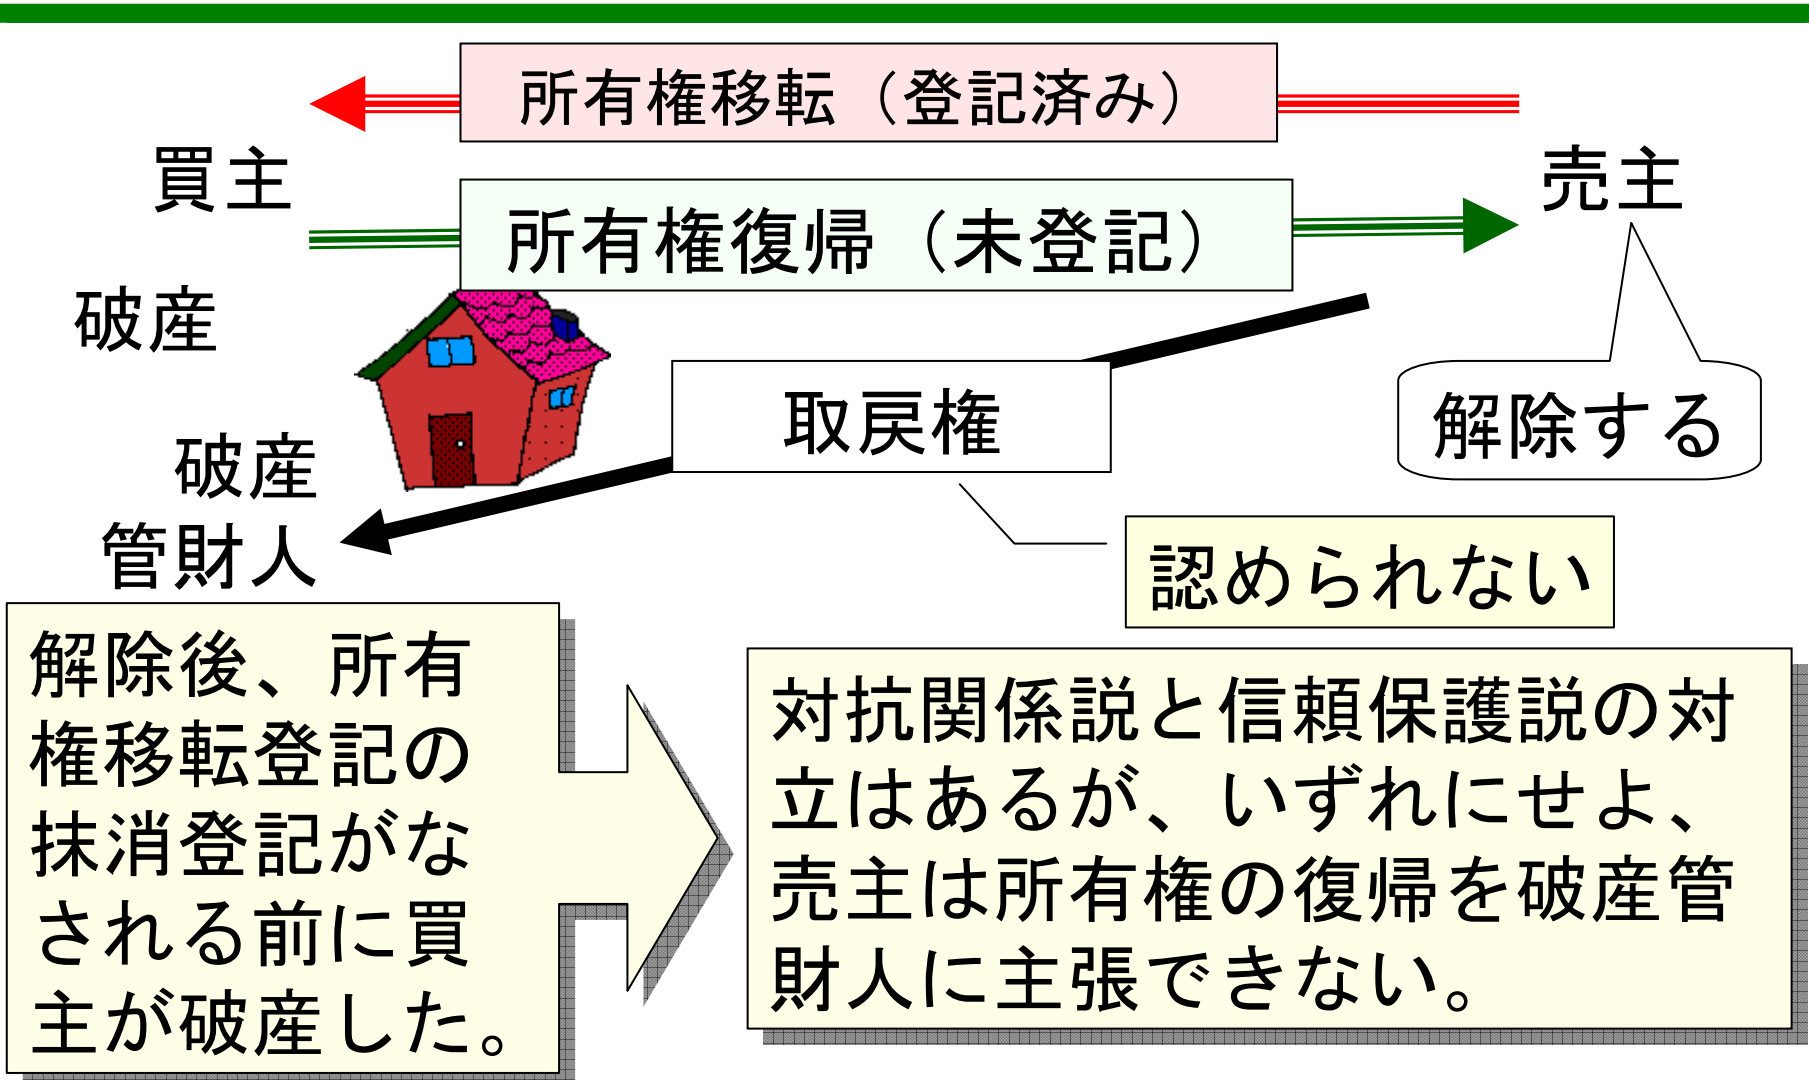 所有権移転（登記済み）
買主
売主
所有権復帰（未登記）
破産
取戻権
解除する
破産
管財人
認められない
解除後、所有
権移転登記の
抹消登記がな
される前に買
主が破産した。
対抗関係説と信頼保護説の対
立はあるが、いずれにせよ、
売主は所有権の復帰を破産管
財人に主張できない。